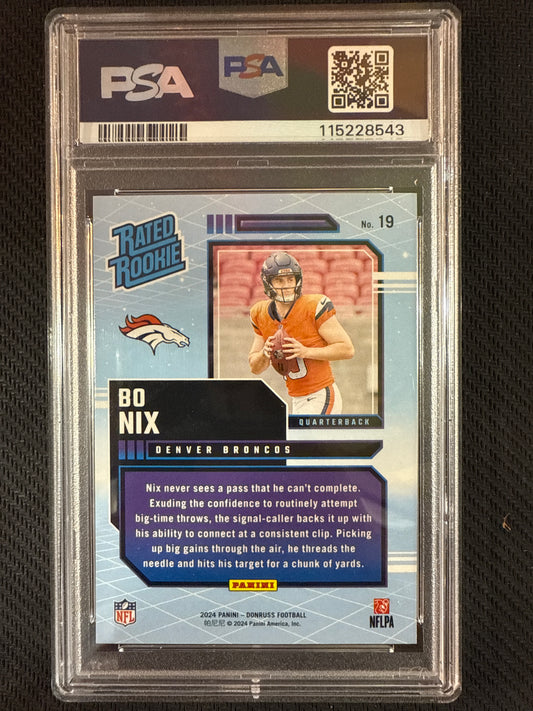 PSA
PSA
115228543
RATED
ROOKIE
No. 19
BO
NIX
QUARTERBACK
DENVER BRONCOS
Nix never sees a pass that he can't complete.
Exuding the confidence to routinely attempt
big-time throws, the signal-caller backs it up with
his ability to connect at a consistent clip. Picking
up big gains through the air, he threads the
needle and hits his target for a chunk of yards.
PANINI
NFL
2024 PANINI – DONRUSS FOOTBALL
帕尼尼 © 2024 Panini America, Inc.
NFLPA